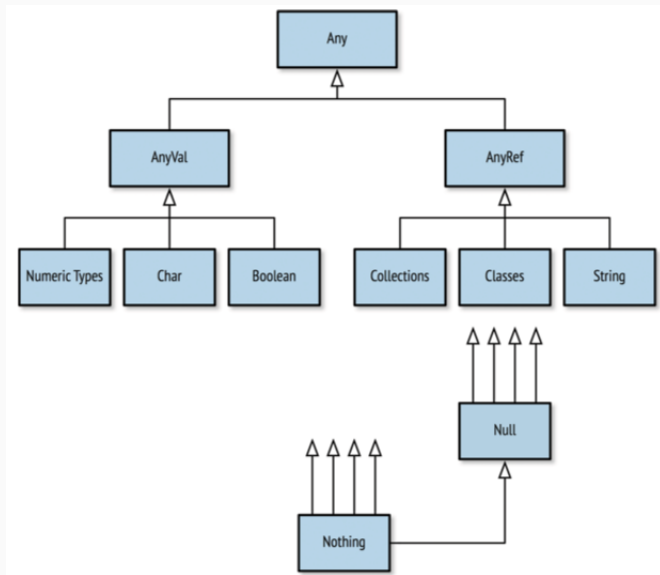 Any
AnyVal
AnyRef
Numeric Types
Char
Boolean
Collections
Classes
String
Null
Nothing